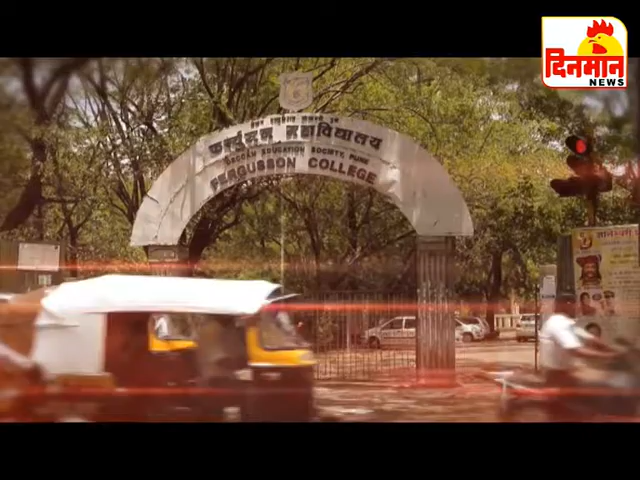 दिनमान
NEWS
फर्ग्युसन महाविद्यालय
DECCAN EDUCATION SOCIETY, PUNE
FERGUSSON COLLEGE